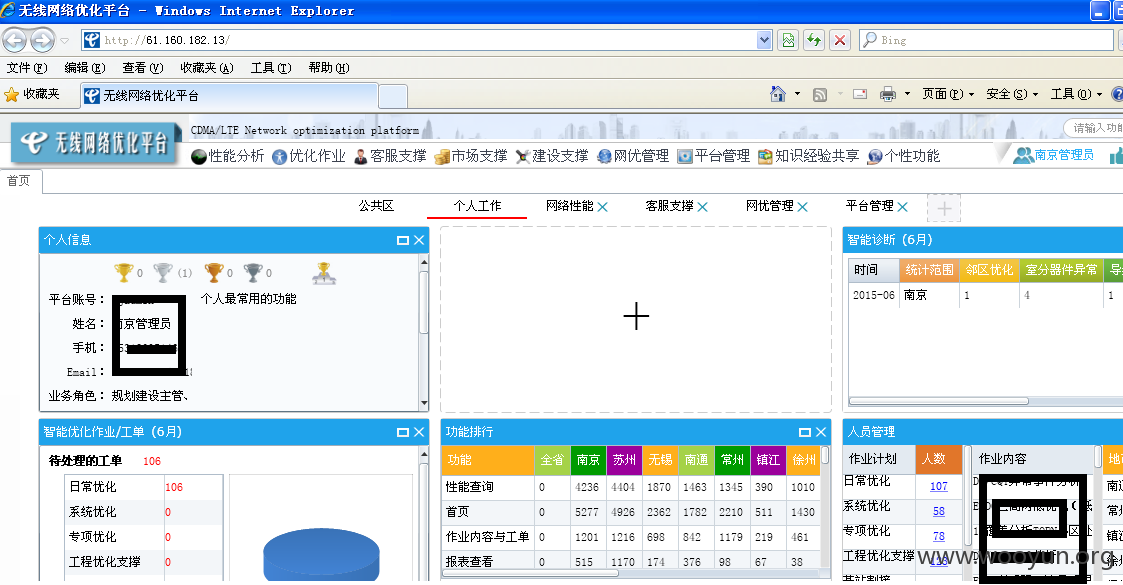 无线网络优化平台 - Windows Internet Explorer
http://61.160.182.13/
Bing
文件(F) 编辑(E) 查看(V) 收藏夹(A) 工具(T) 帮助(H)
收藏夹 无线网络优化平台 页面(P) 安全(S) 工具(O)
无线网络优化平台 CDMA/LTE Network optimization platform 请输入功能
性能分析 优化作业 客服支撑 市场支撑 建设支撑 网优管理 平台管理 知识经验共享 个性功能 南京管理员
首页
公共区 个人工作 网络性能 客服支撑 网优管理 平台管理
个人信息
0 (1) 0 0
平台账号:
个人最常用的功能
姓名: 京管理员
手机:
Email:
业务角色: 规划建设主管、
智能诊断 (6月)
时间 统计范围 邻区优化 室分器件异常
2015-06 南京 1 4 1
智能优化作业/工单 (6月)
待处理的工单 106
日常优化 106
系统优化 0
专项优化 0
工程优化支撑 0
功能排行
功能 全省 南京 苏州 无锡 南通 常州 镇江 徐州
性能查询 0 4236 4404 1870 1463 1345 390 1010
首页 0 5277 4926 2362 1782 2210 511 1430
作业内容与工单 0 1201 1216 698 842 1179 219 461
报表查看 0 515 1170 174 376 98 67 38
人员管理
作业计划 人数 作业内容
日常优化 107
系统优化 58
专项优化 78
工程优化支撑 128
www.wooyun.org